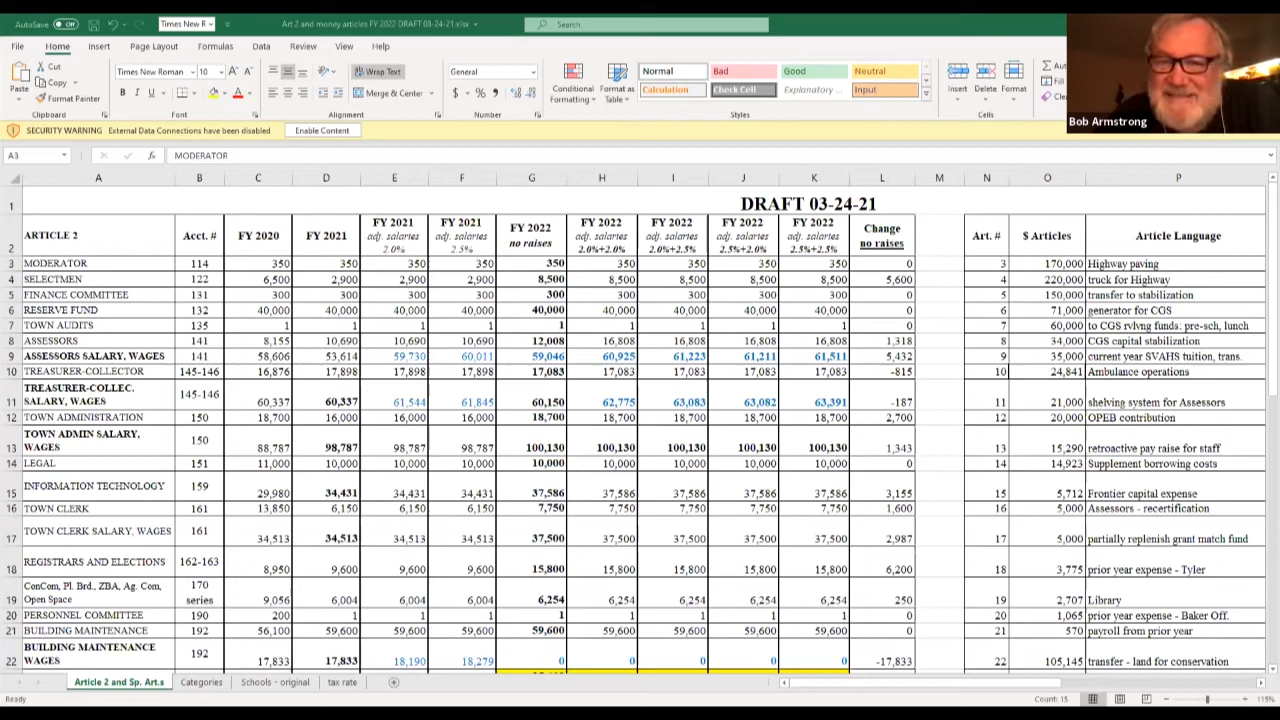 AutoSave Off Times New R Art 2 and money articles FY 2022 DRAFT 03-24-21.xlsx Search
File Home Insert Page Layout Formulas Data Review View Help
Cut
Copy
Format Painter
Paste
Times New Roman 10 Wrap Text General
Merge & Center
Conditional Formatting
Format as Table
Normal Bad Good Neutral
Calculation Check Cell Explanatory ... Input
Insert Delete Format
Clipboard Font Alignment Number Styles Cells
Bob Armstrong
SECURITY WARNING External Data Connections have been disabled Enable Content
A3 fx MODERATOR
A B C D E F G H I J K L M N O P
1 DRAFT 03-24-21
2 ARTICLE 2 Acct. # FY 2020 FY 2021 FY 2021 adj. salaries 2.0% FY 2021 adj. salaries 2.5% FY 2022 no raises FY 2022 adj. salaries 2.0%+2.0% FY 2022 adj. salaries 2.0%+2.5% FY 2022 adj. salaries 2.5%+2.0% FY 2022 adj. salaries 2.5%+2.5% Change no raises Art. # $ Articles Article Language
3 MODERATOR 114 350 350 350 350 350 350 350 350 350 0 3 170,000 Highway paving
4 SELECTMEN 122 6,500 2,900 2,900 2,900 8,500 8,500 8,500 8,500 8,500 5,600 4 220,000 truck for Highway
5 FINANCE COMMITTEE 131 300 300 300 300 300 300 300 300 300 0 5 150,000 transfer to stabilization
6 RESERVE FUND 132 40,000 40,000 40,000 40,000 40,000 40,000 40,000 40,000 40,000 0 6 71,000 generator for CGS
7 TOWN AUDITS 135 1 1 1 1 1 1 1 1 1 0 7 60,000 to CGS rvlvng funds: pre-sch, lunch
8 ASSESSORS 141 8,155 10,690 10,690 10,690 12,008 16,808 16,808 16,808 16,808 1,318 8 34,000 CGS capital stabilization
9 ASSESSORS SALARY, WAGES 141 58,606 53,614 59,730 60,011 59,046 60,925 61,223 61,211 61,511 5,432 9 35,000 current year SVAHS tuition, trans.
10 TREASURER-COLLECTOR 145-146 16,876 17,898 17,898 17,898 17,083 17,083 17,083 17,083 17,083 -815 10 24,841 Ambulance operations
11 TREASURER-COLLEC. SALARY, WAGES 145-146 60,337 60,337 61,544 61,845 60,150 62,775 63,083 63,082 63,391 -187 11 21,000 shelving system for Assessors
12 TOWN ADMINISTRATION 150 18,700 16,000 16,000 16,000 18,700 18,700 18,700 18,700 18,700 2,700 12 20,000 OPEB contribution
13 TOWN ADMIN SALARY, WAGES 150 88,787 98,787 98,787 98,787 100,130 100,130 100,130 100,130 100,130 1,343 13 15,290 retroactive pay raise for staff
14 LEGAL 151 11,000 10,000 10,000 10,000 10,000 10,000 10,000 10,000 10,000 0 14 14,923 Supplement borrowing costs
15 INFORMATION TECHNOLOGY 159 29,980 34,431 34,431 34,431 37,586 37,586 37,586 37,586 37,586 3,155 15 5,712 Frontier capital expense
16 TOWN CLERK 161 13,850 6,150 6,150 6,150 7,750 7,750 7,750 7,750 7,750 1,600 16 5,000 Assessors - recertification
17 TOWN CLERK SALARY, WAGES 161 34,513 34,513 34,513 34,513 37,500 37,500 37,500 37,500 37,500 2,987 17 5,000 partially replenish grant match fund
18 REGISTRARS AND ELECTIONS 162-163 8,950 9,600 9,600 9,600 15,800 15,800 15,800 15,800 15,800 6,200 18 3,775 prior year expense - Tyler
19 ConCom, Pl. Brd., ZBA, Ag. Com, Open Space 170 series 9,056 6,004 6,004 6,004 6,254 6,254 6,254 6,254 6,254 250 19 2,707 Library
20 PERSONNEL COMMITTEE 190 200 1 1 1 1 1 1 1 1 0 20 1,065 prior year expense - Baker Off.
21 BUILDING MAINTENANCE 192 56,100 59,600 59,600 59,600 59,600 59,600 59,600 59,600 59,600 0 21 570 payroll from prior year
22 BUILDING MAINTENANCE WAGES 192 17,833 17,833 18,190 18,279 0 0 0 0 0 -17,833 22 105,145 transfer - land for conservation
Article 2 and Sp. Art.s Categories Schools - original tax rate
Ready Count: 15 115%